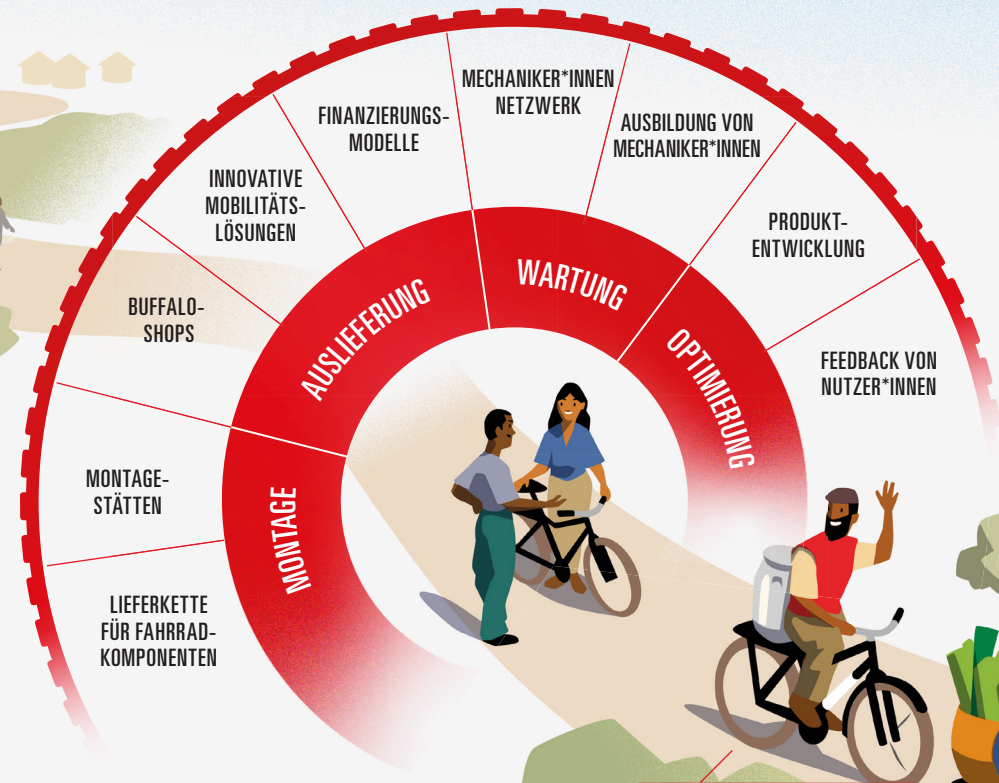 MECHANIKER*INNEN
NETZWERK
FINANZIERUNGS-
MODELLE
AUSBILDUNG VON
MECHANIKER*INNEN
INNOVATIVE
MOBILITÄTS-
LÖSUNGEN
PRODUKT-
ENTWICKLUNG
BUFFALO-
SHOPS
AUSLIEFERUNG
WARTUNG
OPTIMIERUNG
FEEDBACK VON
NUTZER*INNEN
MONTAGE-
STÄTTEN
MONTAGE
LIEFERKETTE
FÜR FAHRRAD-
KOMPONENTEN